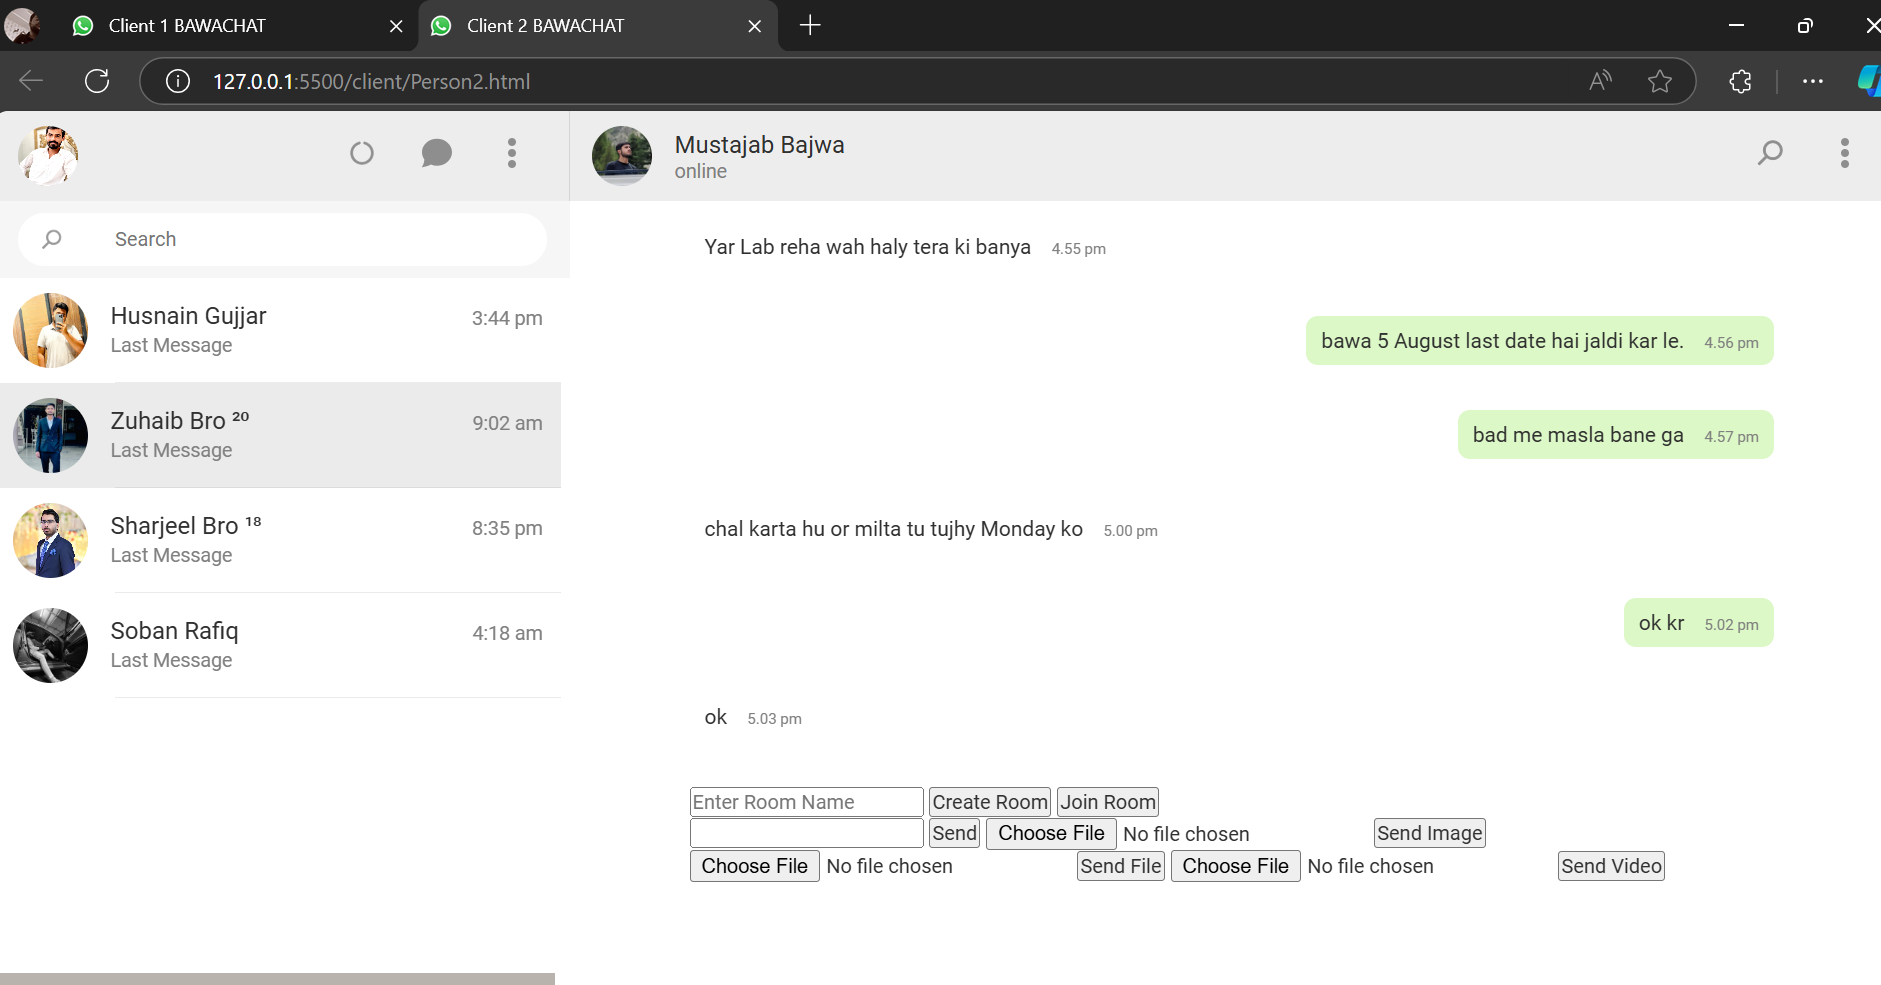 Client 1 BAWACHAT
Client 2 BAWACHAT
127.0.0.1:5500/client/Person2.html
Mustajab Bajwa
online
Search
Husnain Gujjar 3:44 pm
Last Message
Zuhaib Bro ²⁰ 9:02 am
Last Message
Sharjeel Bro ¹⁸ 8:35 pm
Last Message
Soban Rafiq 4:18 am
Last Message
Yar Lab reha wah haly tera ki banya 4.55 pm
bawa 5 August last date hai jaldi kar le. 4.56 pm
bad me masla bane ga 4.57 pm
chal karta hu or milta tu tujhy Monday ko 5.00 pm
ok kr 5.02 pm
ok 5.03 pm
Enter Room Name Create Room Join Room
Send Choose File No file chosen Send Image
Choose File No file chosen Send File Choose File No file chosen Send Video